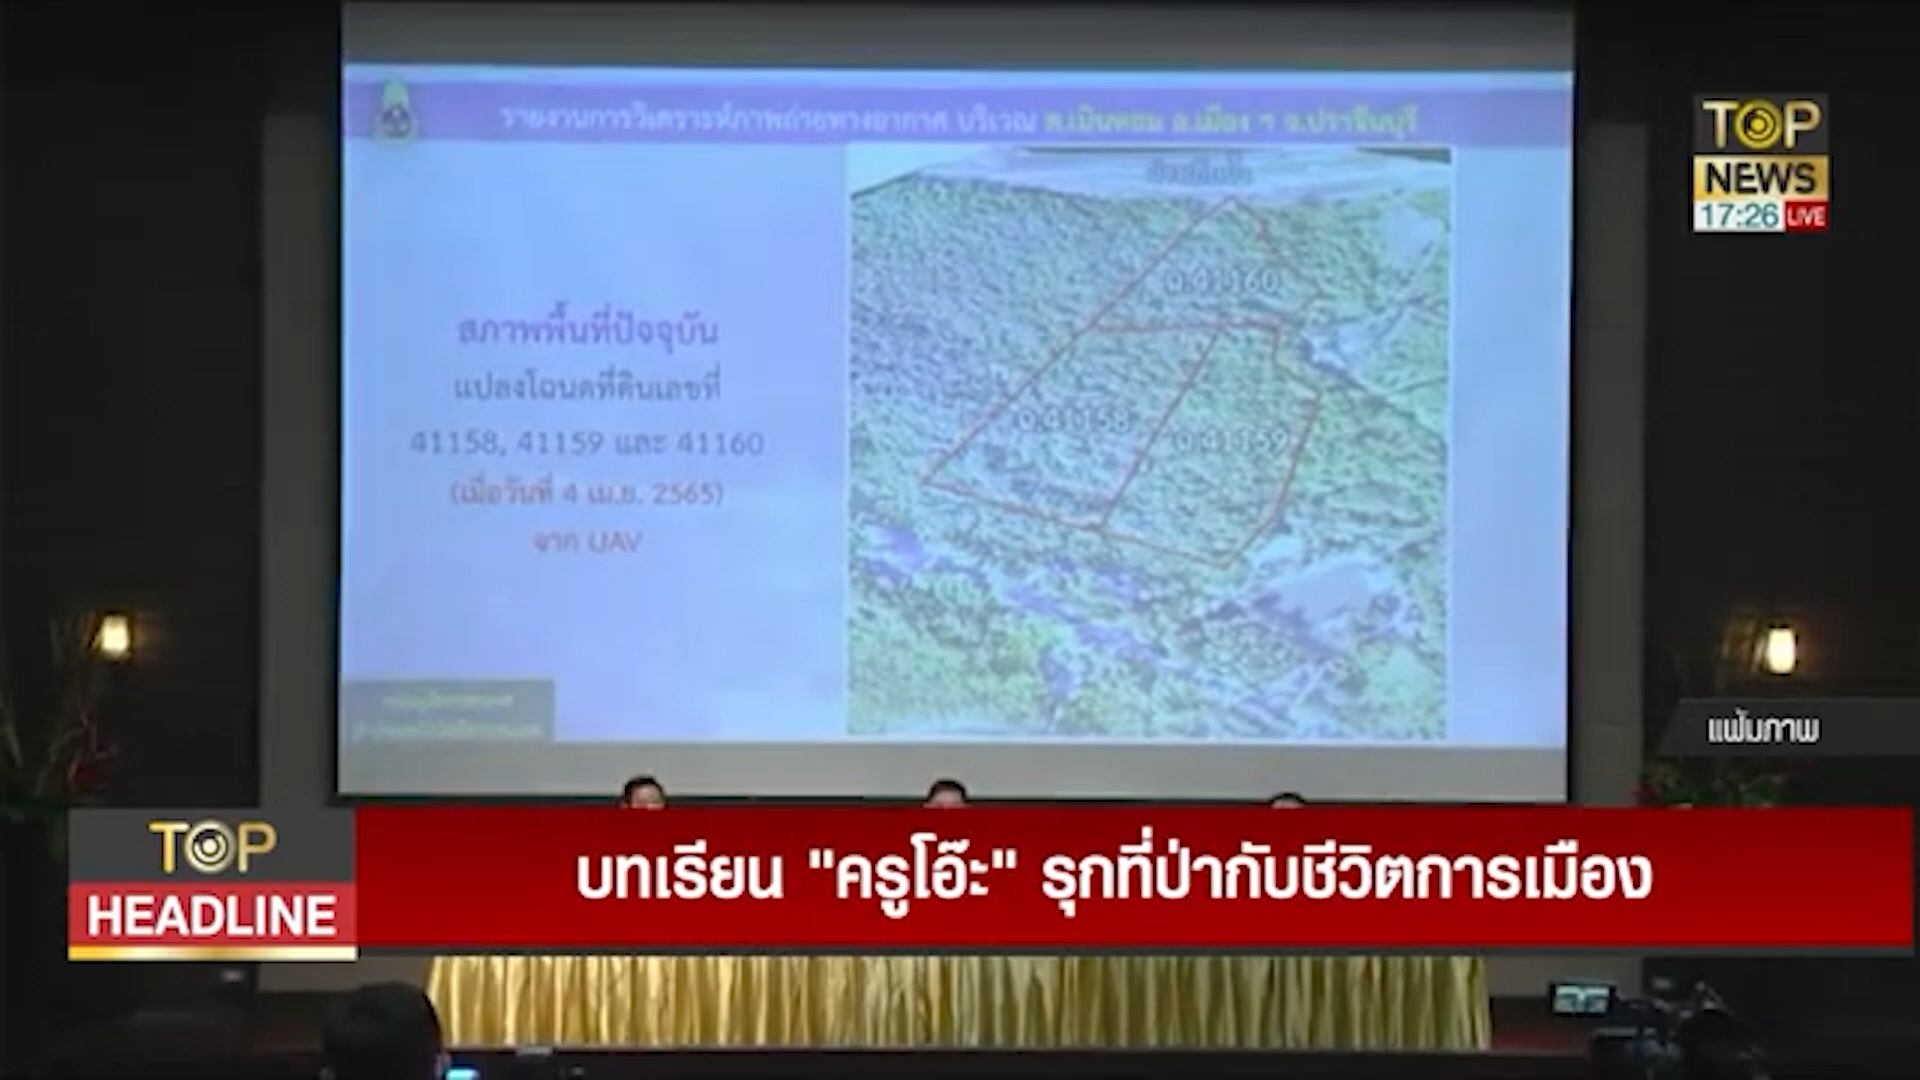 รายงานการวิเคราะห์ภาพถ่ายทางอากาศ บริเวณ ต.เนินหอม อ.เมือง ฯ จ.ปราจีนบุรี
TOP
NEWS
17:26 LIVE
ฉ.41160
สภาพพื้นที่ปัจจุบัน
แปลงโฉนดที่ดินเลขที่
41158, 41159 และ 41160
(เมื่อวันที่ 4 เม.ย. 2565)
จาก UAV
ฉ.41158
ฉ.41159
แฟ้มภาพ
TOP
HEADLINE
บทเรียน "ครูโอ๊ะ" รุกที่ป่ากับชีวิตการเมือง